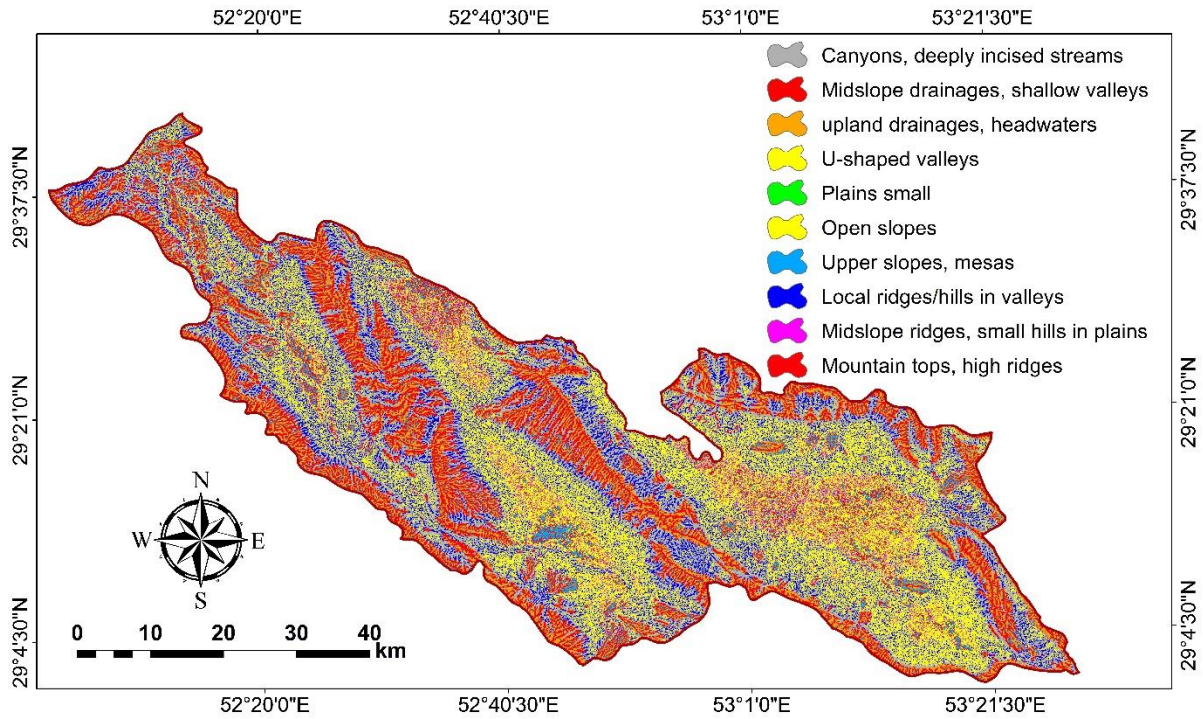 52°20'0"E 52°40'30"E 53°1'0"E 53°21'30"E
Canyons, deeply incised streams
Midslope drainages, shallow valleys
upland drainages, headwaters
U-shaped valleys
Plains small
Open slopes
Upper slopes, mesas
Local ridges/hills in valleys
Midslope ridges, small hills in plains
Mountain tops, high ridges
29°37'30"N 29°37'30"N
29°21'0"N 29°21'0"N
29°4'30"N 29°4'30"N
N
W E
S
0 10 20 30 40
km
52°20'0"E 52°40'30"E 53°1'0"E 53°21'30"E